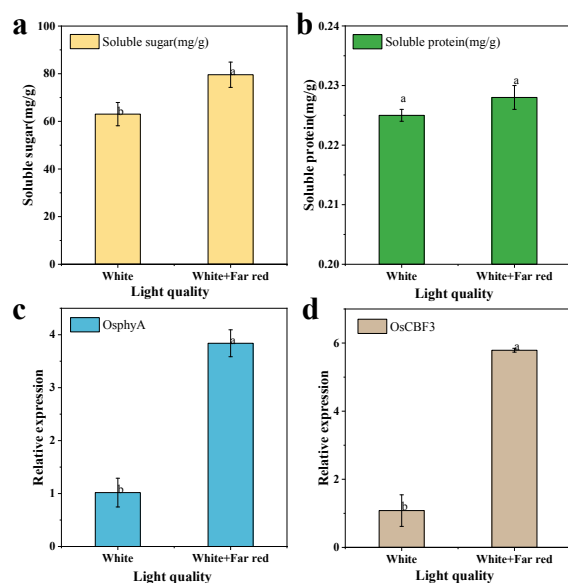 a
Soluble sugar(mg/g)
Soluble sugar(mg/g)
100
80
60
40
20
0
b
a
White
White+Far red
Light quality
b
Soluble protein(mg/g)
Soluble protein(mg/g)
0.23
0.22
0.21
0.20
a
a
White
White+Far red
Light quality
c
OsphyA
Relative expression
4
3
2
1
0
b
a
White
White+Far red
Light quality
d
OsCBF3
Relative expression
6
4
2
0
b
a
White
White+Far red
Light quality